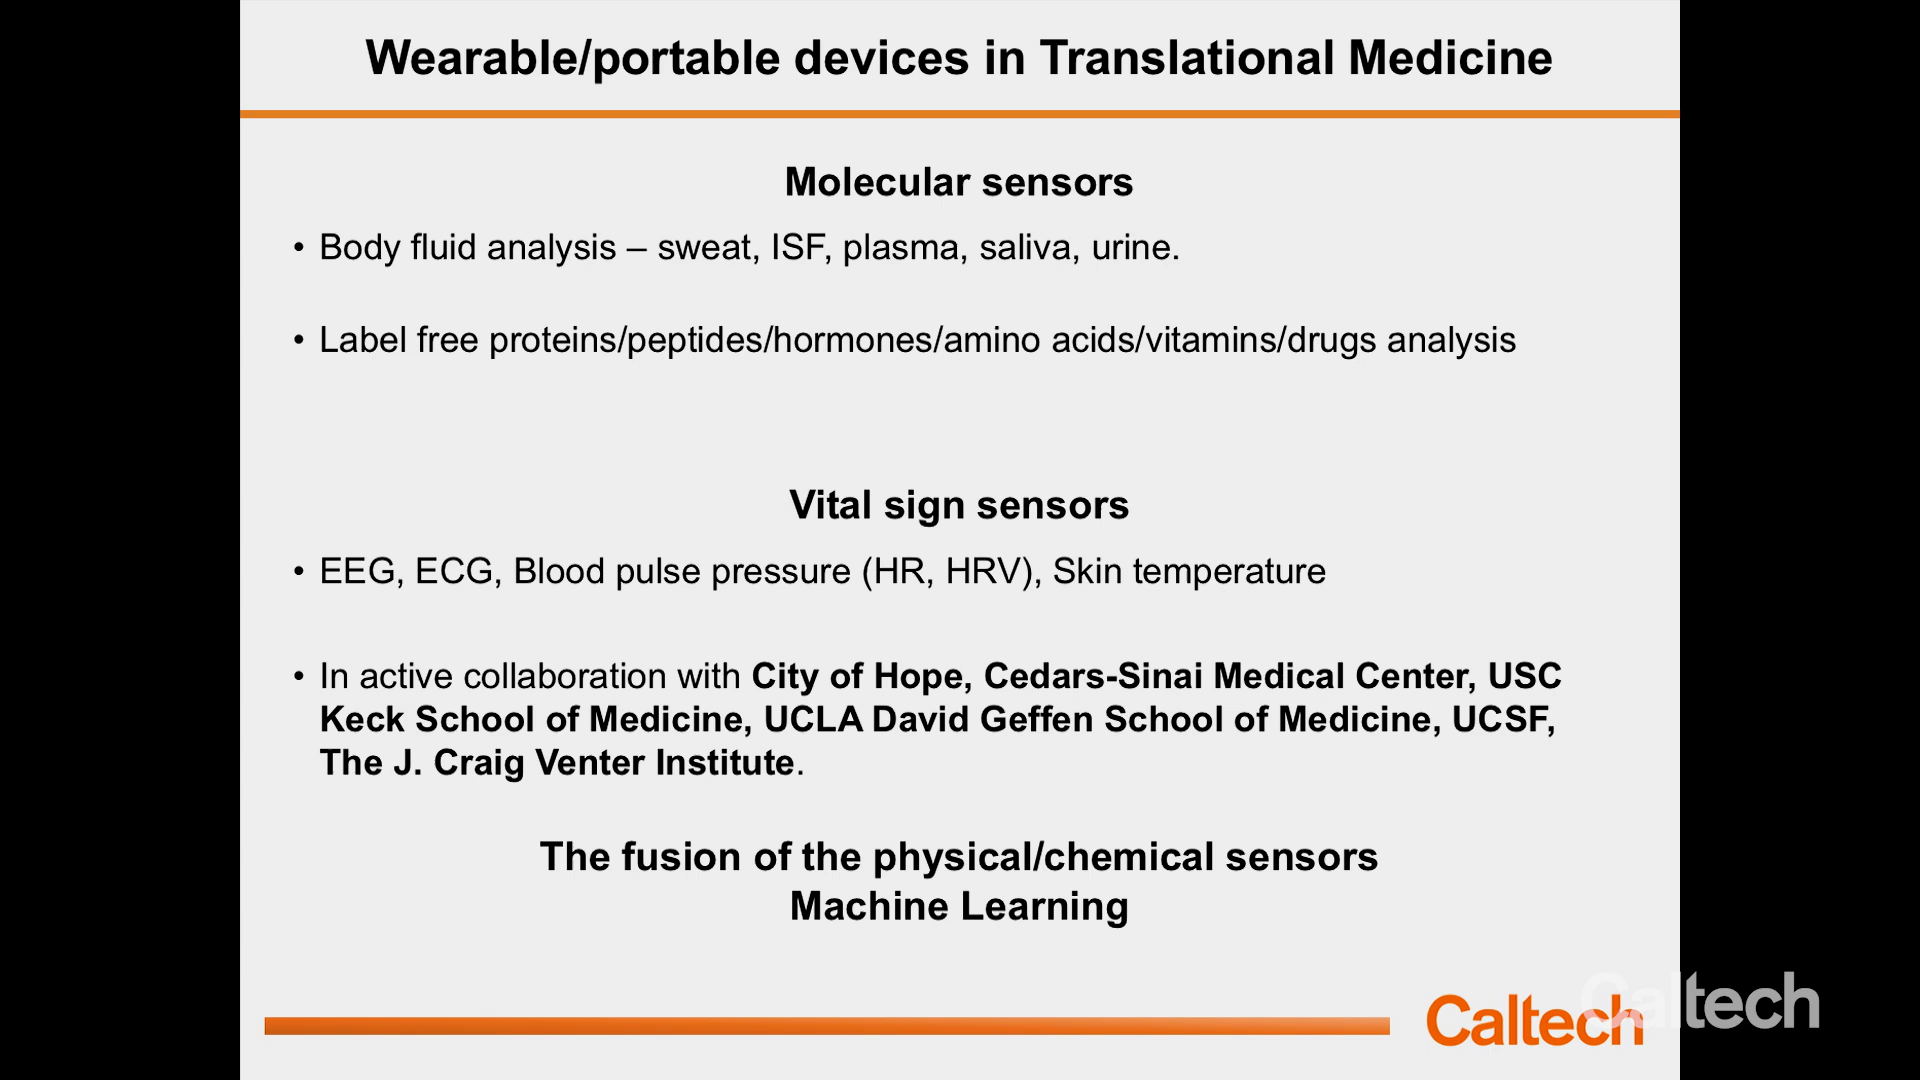 Wearable/portable devices in Translational Medicine
Molecular sensors
• Body fluid analysis – sweat, ISF, plasma, saliva, urine.
• Label free proteins/peptides/hormones/amino acids/vitamins/drugs analysis
Vital sign sensors
• EEG, ECG, Blood pulse pressure (HR, HRV), Skin temperature
• In active collaboration with City of Hope, Cedars-Sinai Medical Center, USC
Keck School of Medicine, UCLA David Geffen School of Medicine, UCSF,
The J. Craig Venter Institute.
The fusion of the physical/chemical sensors
Machine Learning
Caltech
Caltech